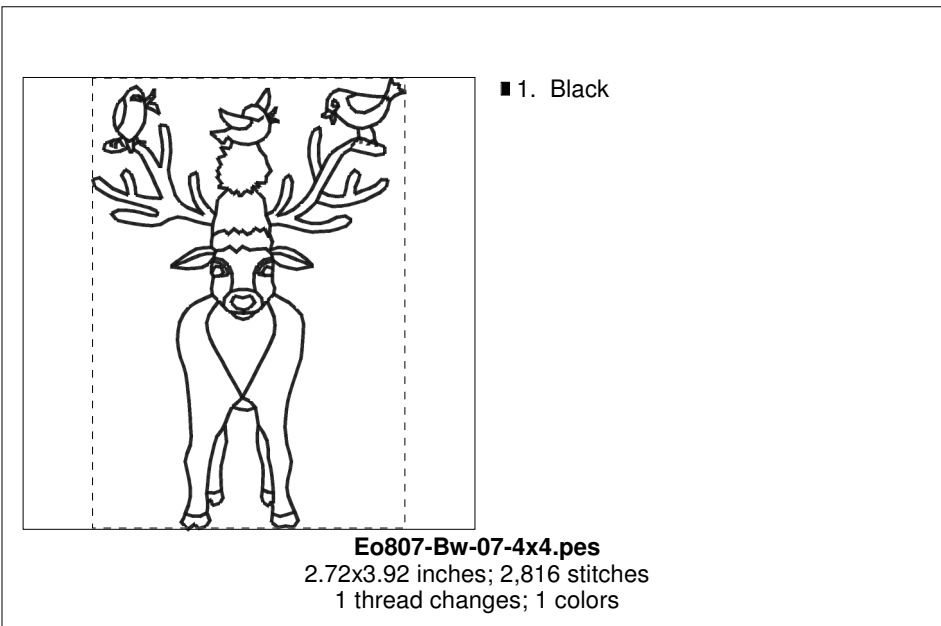 1. Black
Eo807-Bw-07-4x4.pes
2.72x3.92 inches; 2,816 stitches
1 thread changes; 1 colors